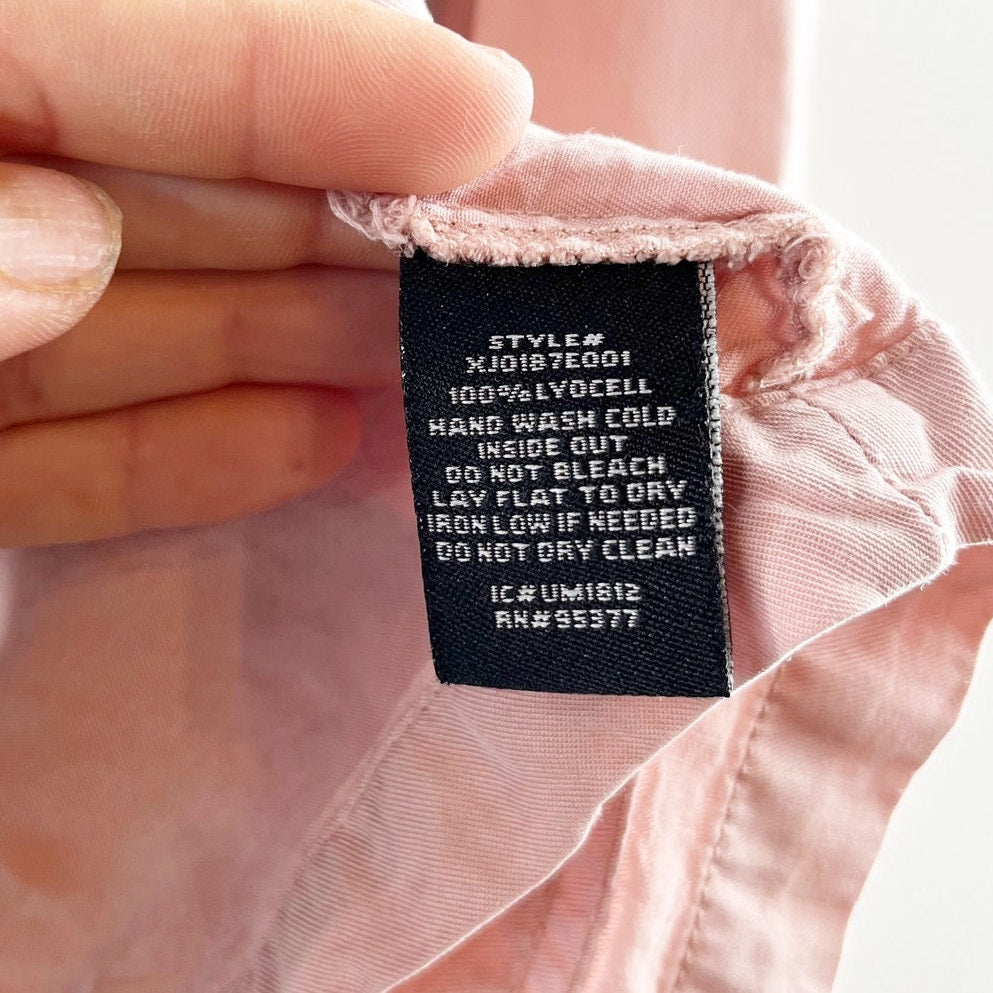 STYLE#
XJ0187E001
100%LYOCELL
HAND WASH COLD
INSIDE OUT
DO NOT BLEACH
LAY FLAT TO DRY
IRON LOW IF NEEDED
DO NOT DRY CLEAN
IC#UM1812
RN#95377